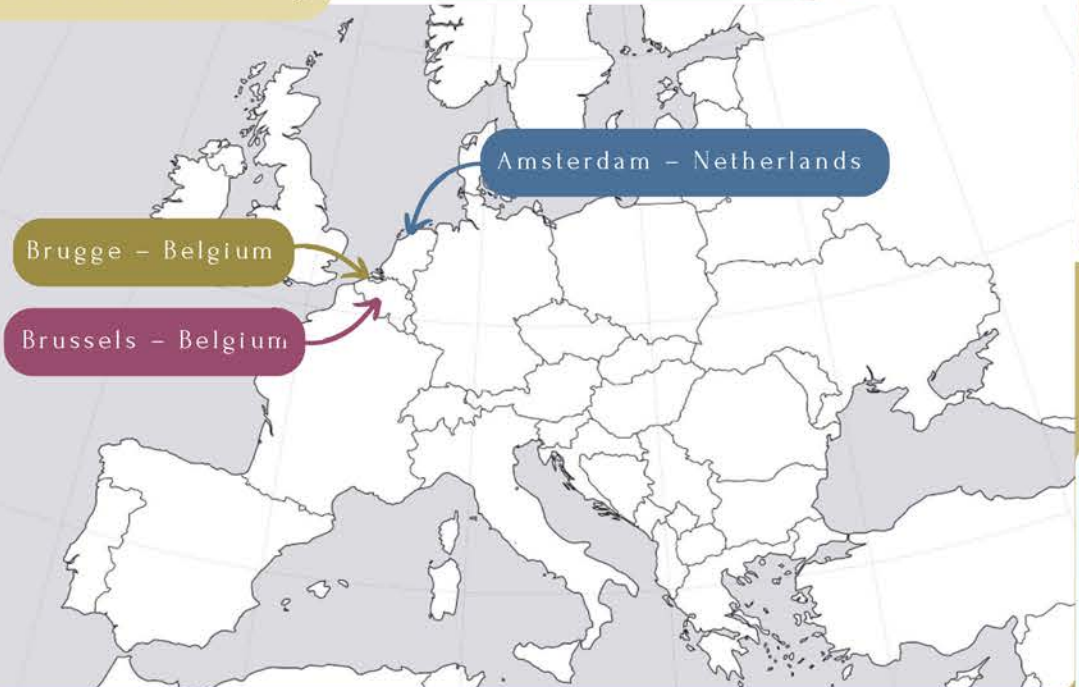 Amsterdam – Netherlands
Brugge – Belgium
Brussels – Belgium